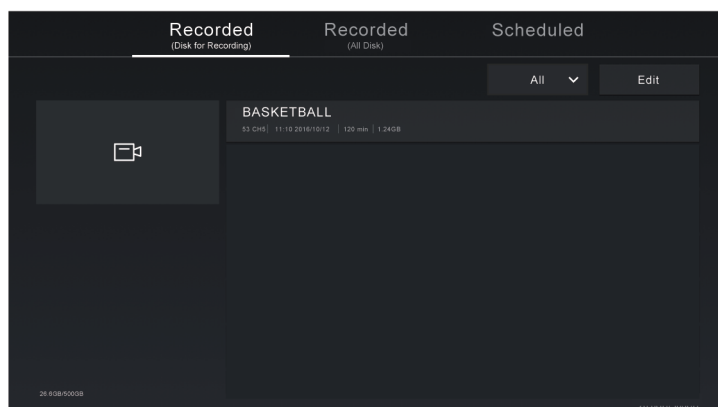 Recorded
(Disk for Recording)
Recorded
(All Disk)
Scheduled
All
Edit
BASKETBALL
53 CH5 | 11:10 2016/10/12 | 120 min | 1.24GB
26.6GB/500GB